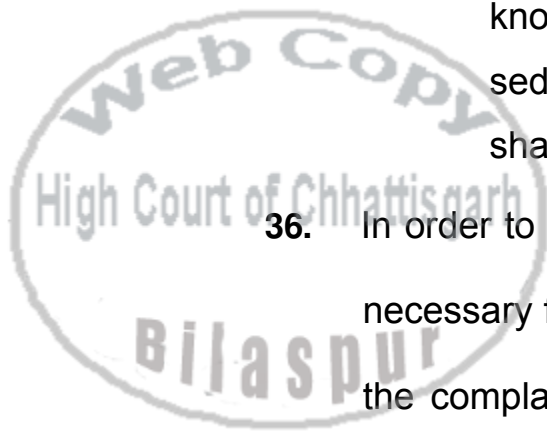 kno
sed
sha
Web Copy
High Court of Chhattisgarh
36. In order to
necessary
the compla
Bilaspur